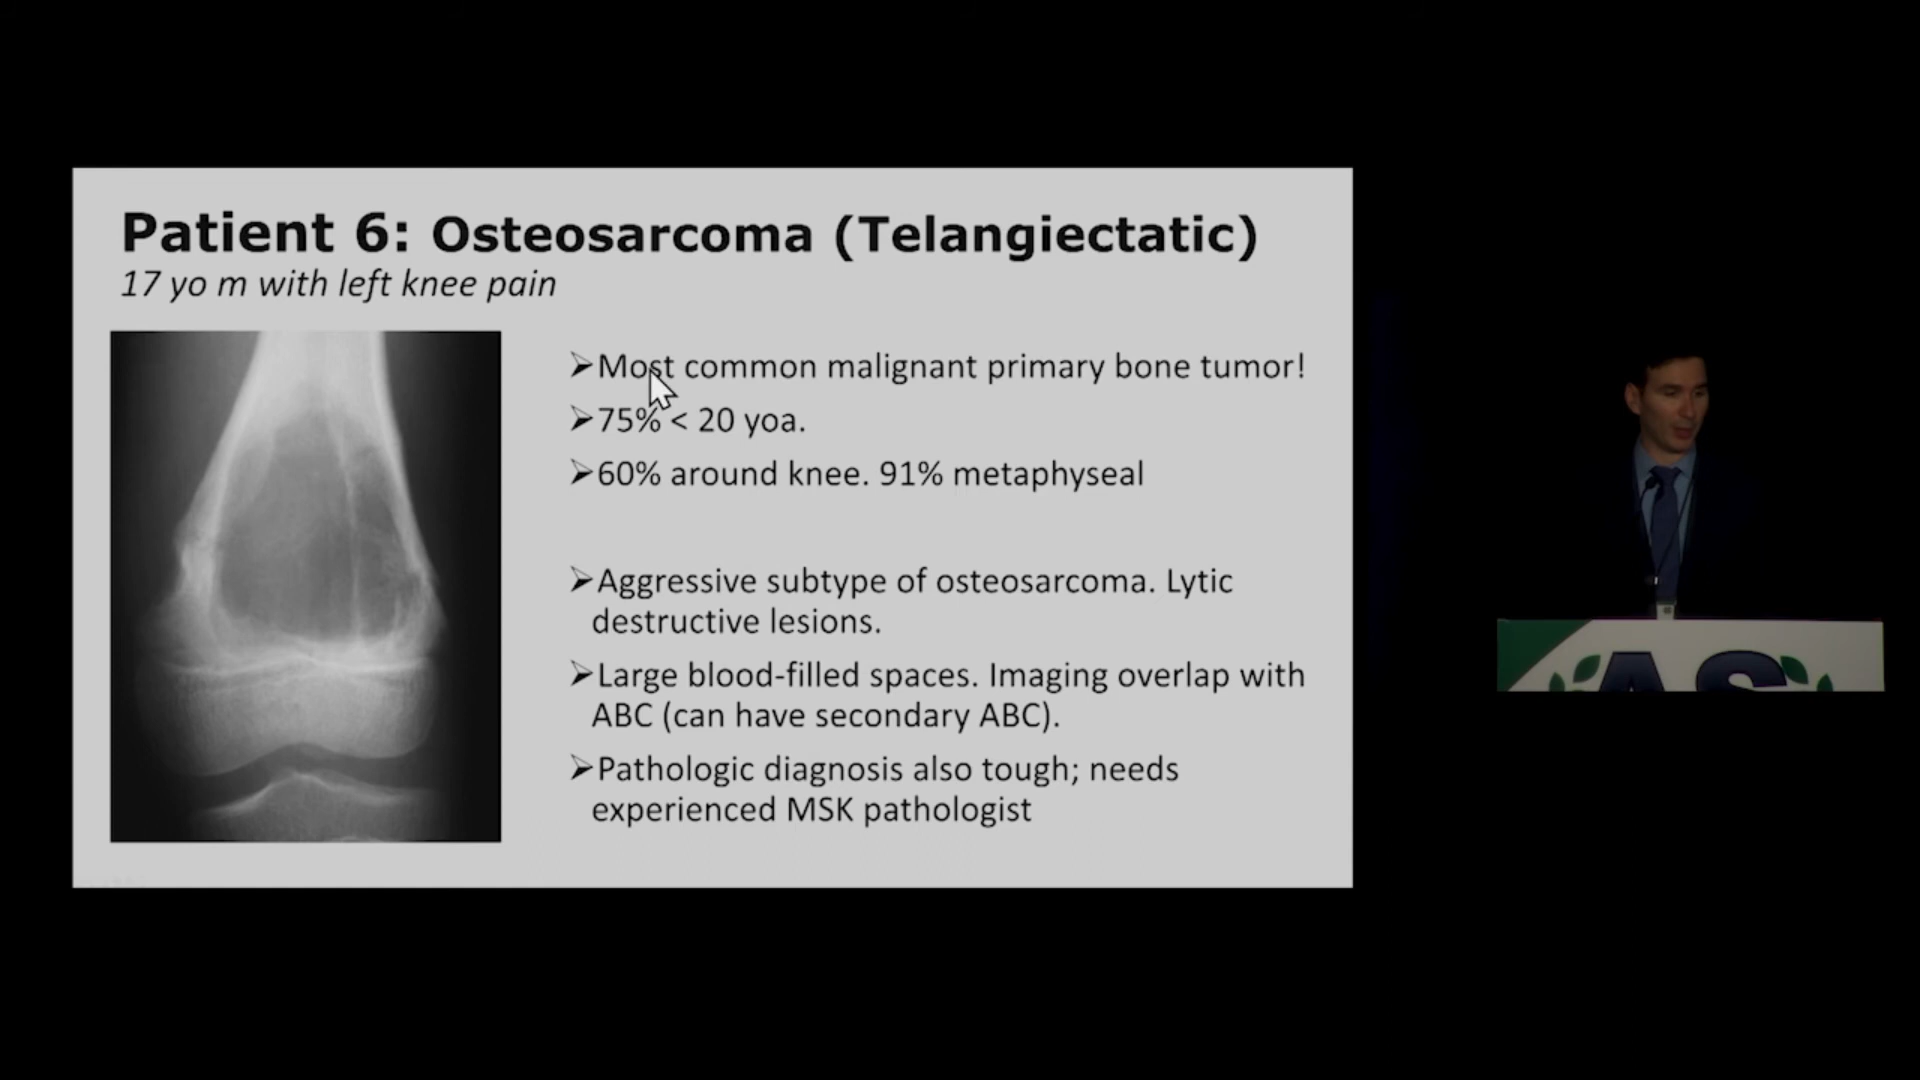 Patient 6: Osteosarcoma (Telangiectatic)
17 yo m with left knee pain
➢Most common malignant primary bone tumor!
➢75% < 20 yoa.
➢60% around knee. 91% metaphyseal
➢Aggressive subtype of osteosarcoma. Lytic
destructive lesions.
➢Large blood-filled spaces. Imaging overlap with
ABC (can have secondary ABC).
➢Pathologic diagnosis also tough; needs
experienced MSK pathologist
AS